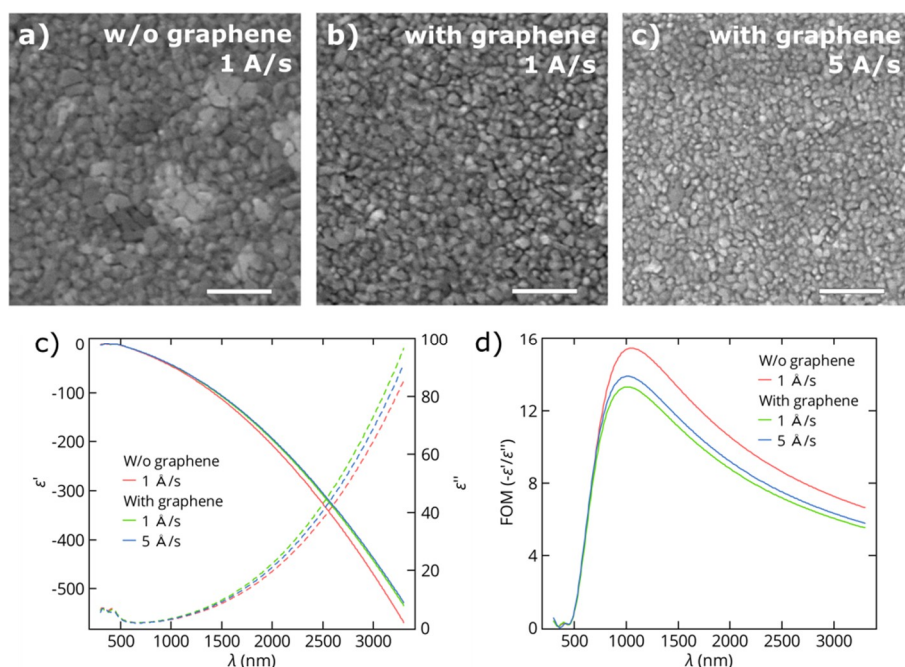 a) w/o graphene
1 A/s
b) with graphene
1 A/s
c) with graphene
5 A/s
c)
0
-100
-200
-300
-400
-500
ε'
W/o graphene
1 Å/s
With graphene
1 Å/s
5 Å/s
100
80
60
40
20
0
ε''
500 1000 1500 2000 2500 3000
λ (nm)
d)
16
12
8
4
0
FOM (-ε'/ε'')
W/o graphene
1 Å/s
With graphene
1 Å/s
5 Å/s
0 500 1000 1500 2000 2500 3000
λ (nm)